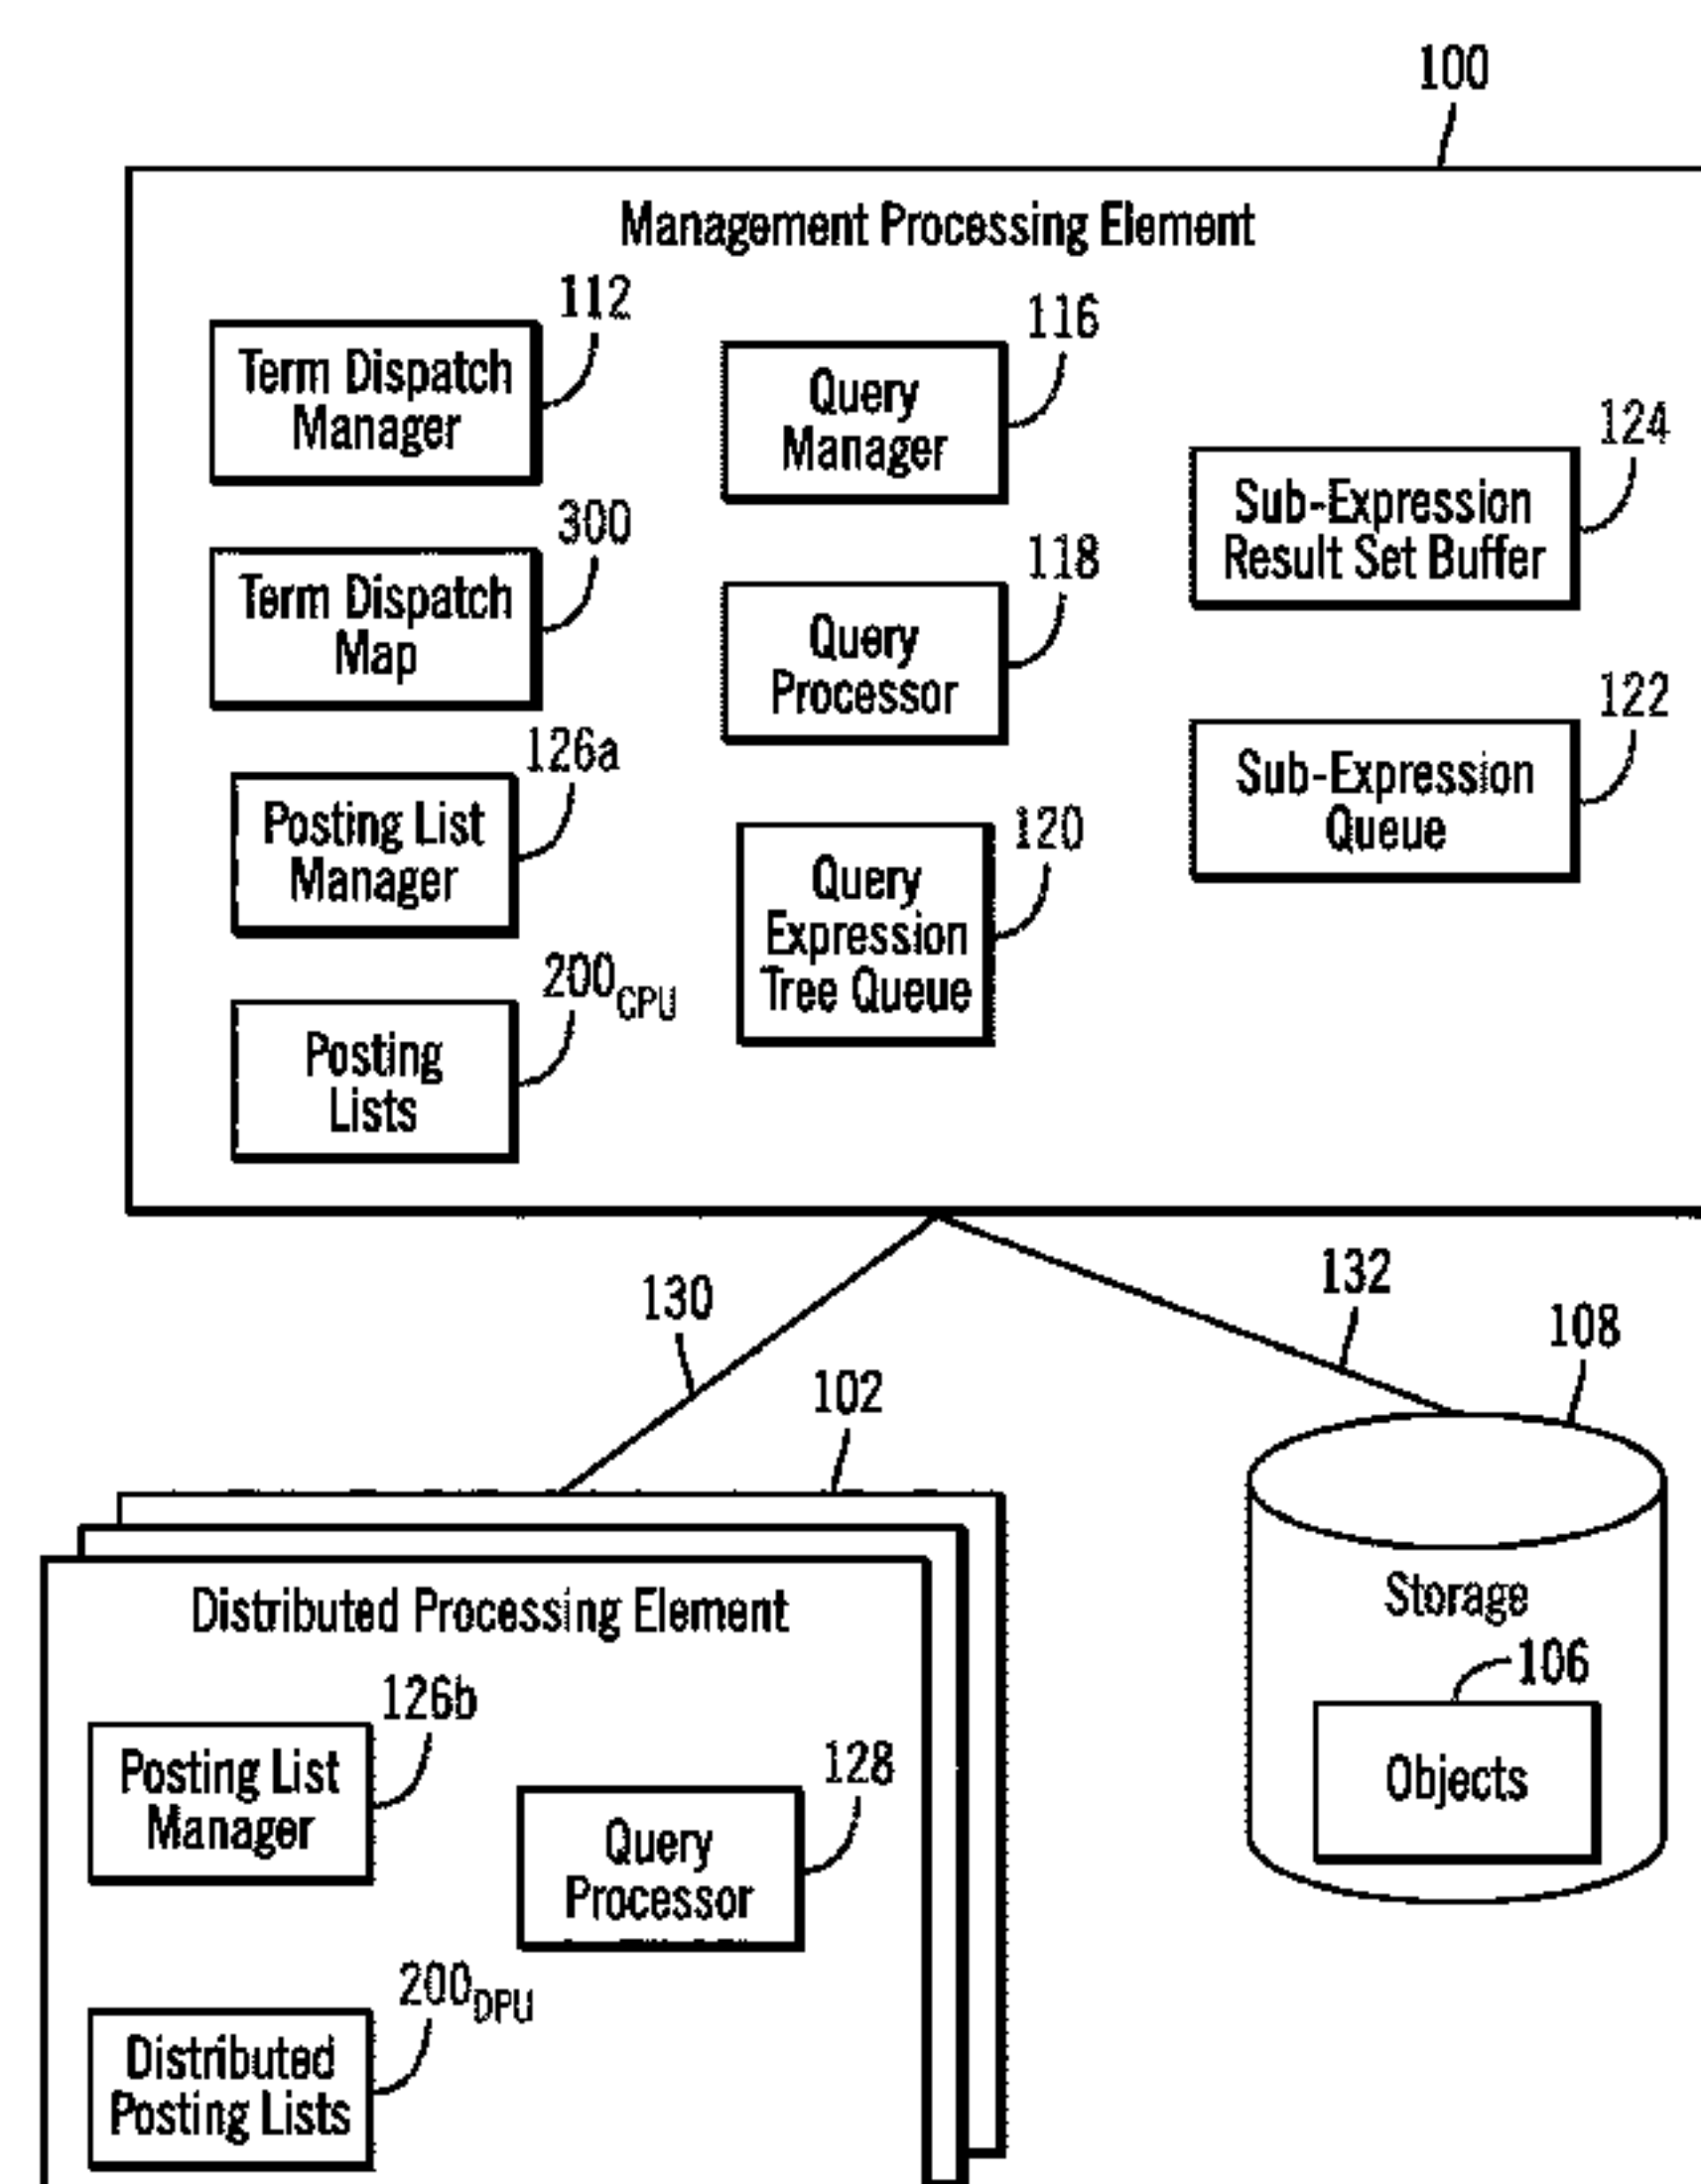 100
Management Processing Element
112
Term Dispatch
Manager
116
Query
Manager
124
Sub-Expression
Result Set Buffer
300
Term Dispatch
Map
118
Query
Processor
122
Sub-Expression
Queue
126a
Posting List
Manager
120
Query
Expression
Tree Queue
200CPU
Posting
Lists
130
132
108
102
Distributed Processing Element
Storage
106
Objects
126b
Posting List
Manager
128
Query
Processor
200DPU
Distributed
Posting Lists